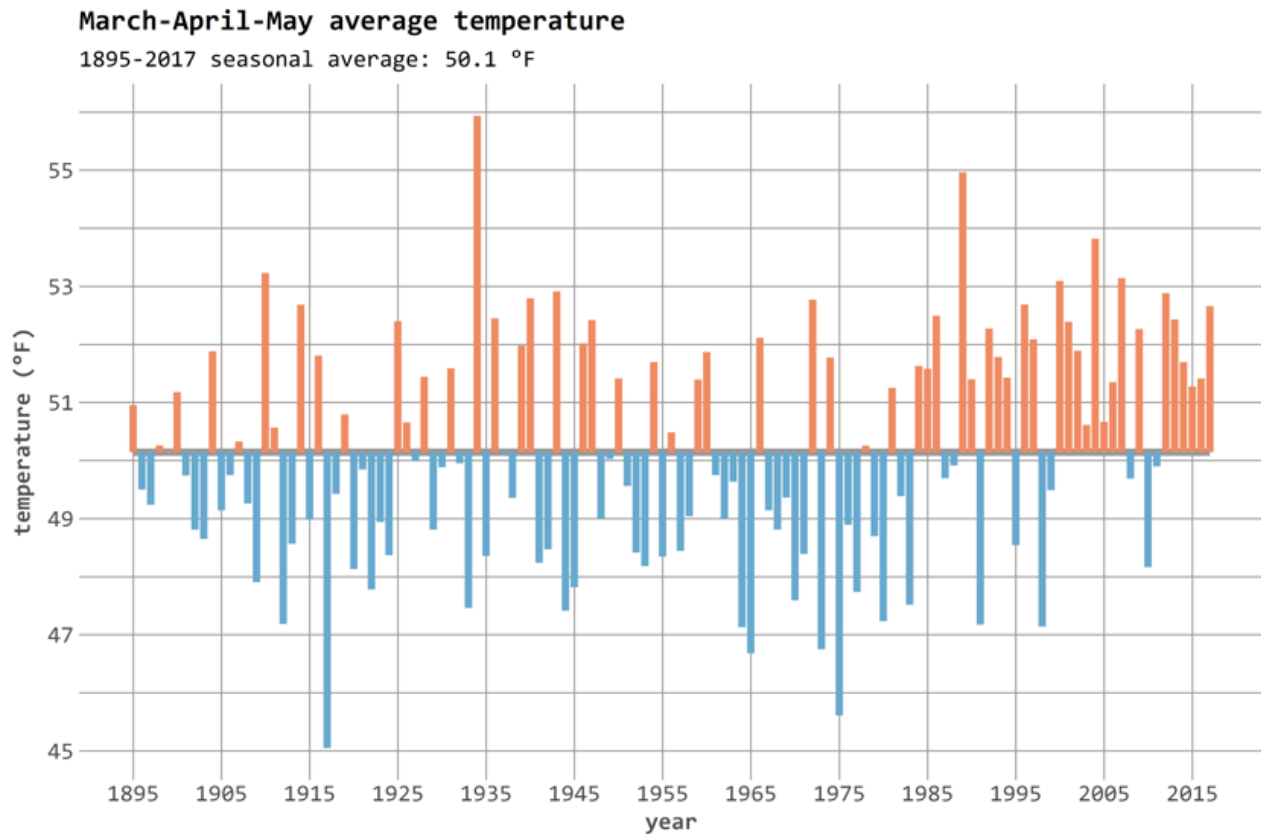 March-April-May average temperature
1895-2017 seasonal average: 50.1 °F
temperature (°F)
55
53
51
49
47
45
1895 1905 1915 1925 1935 1945 1955 1965 1975 1985 1995 2005 2015
year